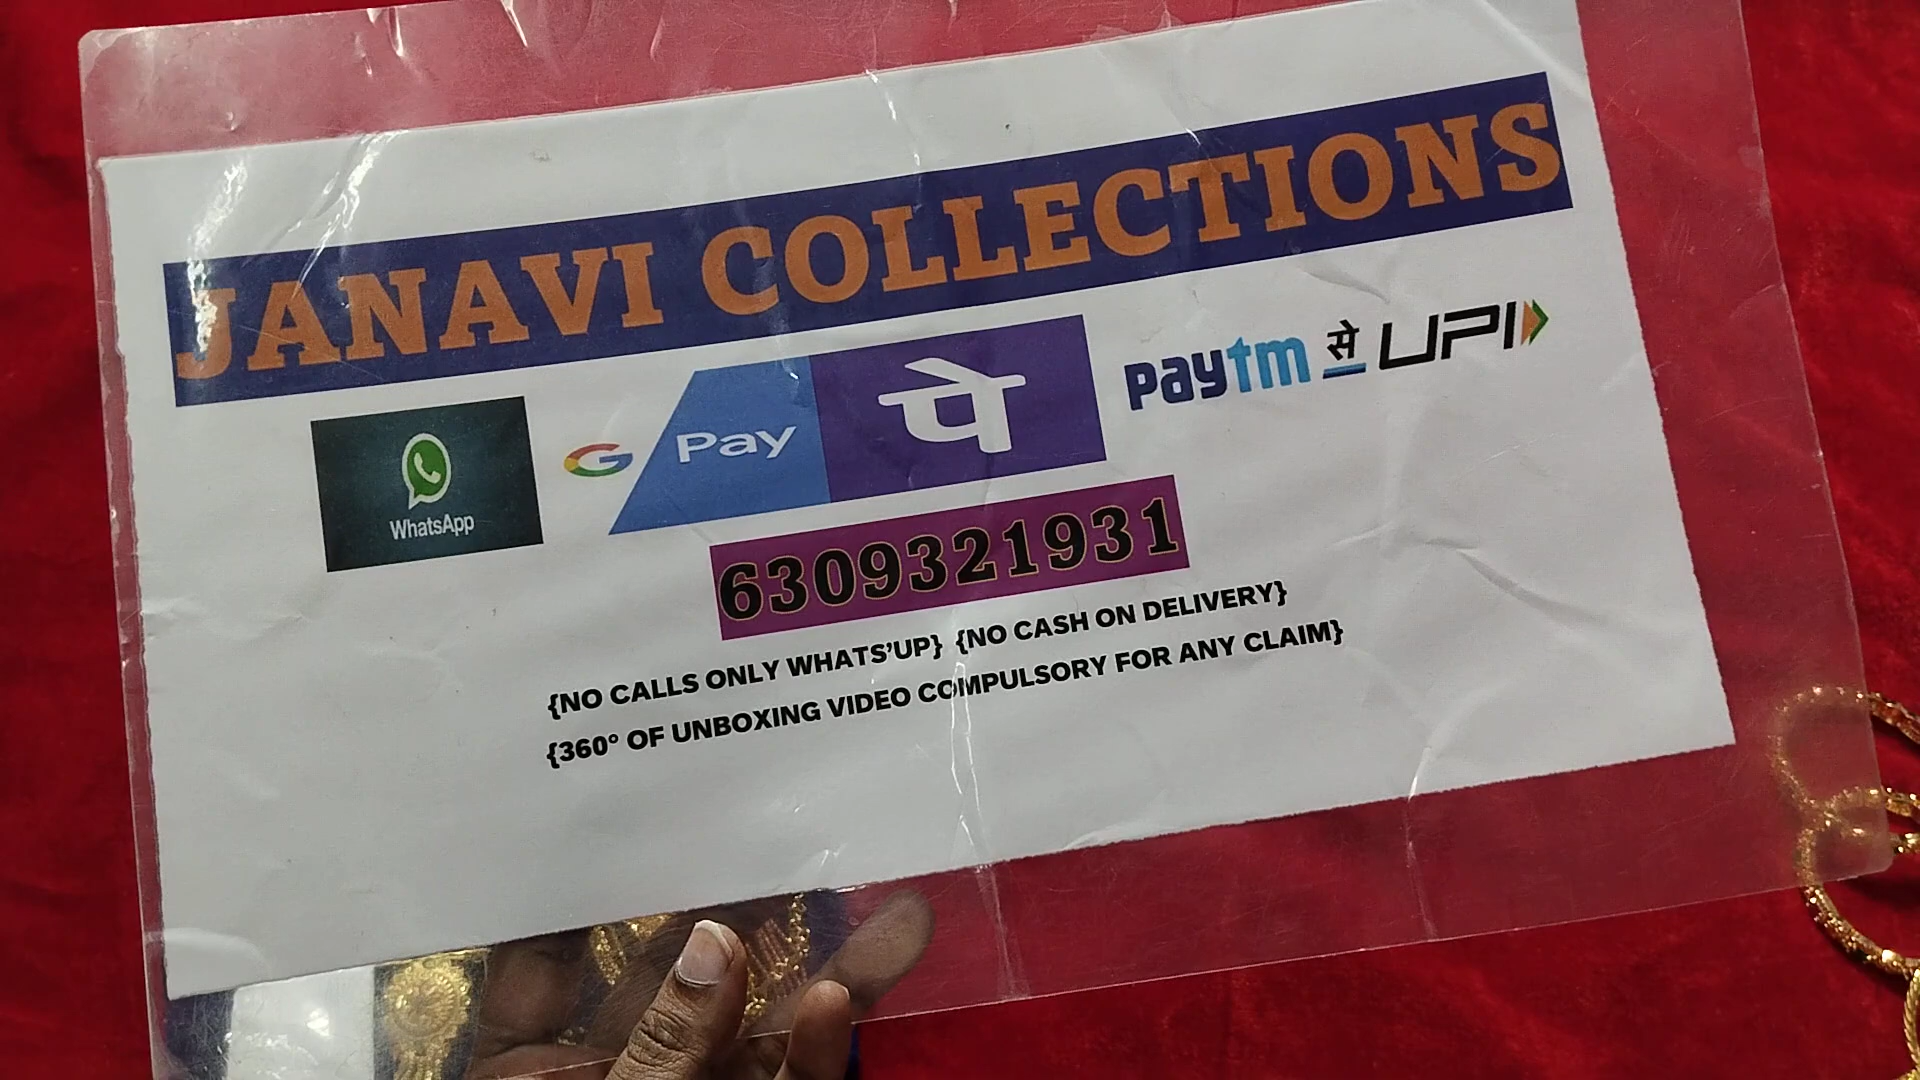 JANAVI COLLECTIONS
WhatsApp
G Pay
पे
paytm से UPI
6309321931
{NO CALLS ONLY WHATS'UP} {NO CASH ON DELIVERY}
{360° OF UNBOXING VIDEO COMPULSORY FOR ANY CLAIM}